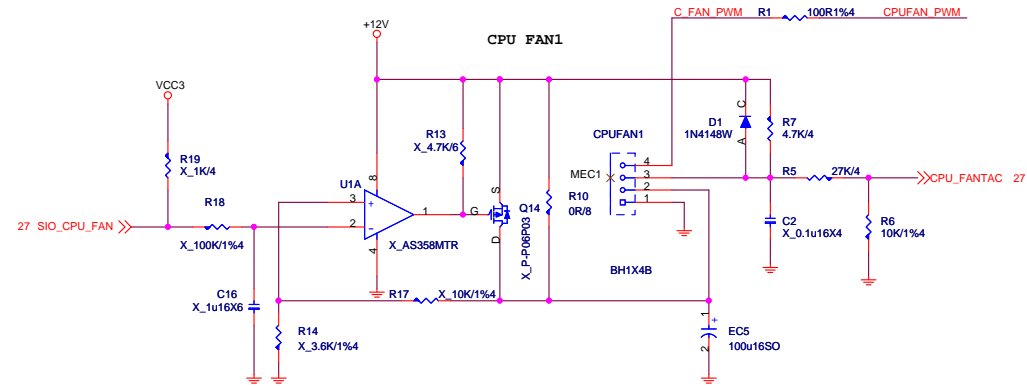 C_FAN_PWM R1 100R1%4 CPUFAN_PWM
+12V
CPU FAN1
VCC3
R19
X_1K/4
R18
27 SIO_CPU_FAN
X_100K/1%4
C16
X_1u16X6
R14
X_3.6K/1%4
U1A
8
3
+
2
−
1
4
X_AS358MTR
R13
X_4.7K/6
G
S
D
Q14
X_P-P06P03
R10
0R/8
R17 X_10K/1%4
CPUFAN1
MEC1
4
3
2
1
BH1X4B
D1
1N4148W
C
A
R7
4.7K/4
R5 27K/4
CPU_FANTAC 27
C2
X_0.1u16X4
R6
10K/1%4
1
+
2
EC5
100u16SO